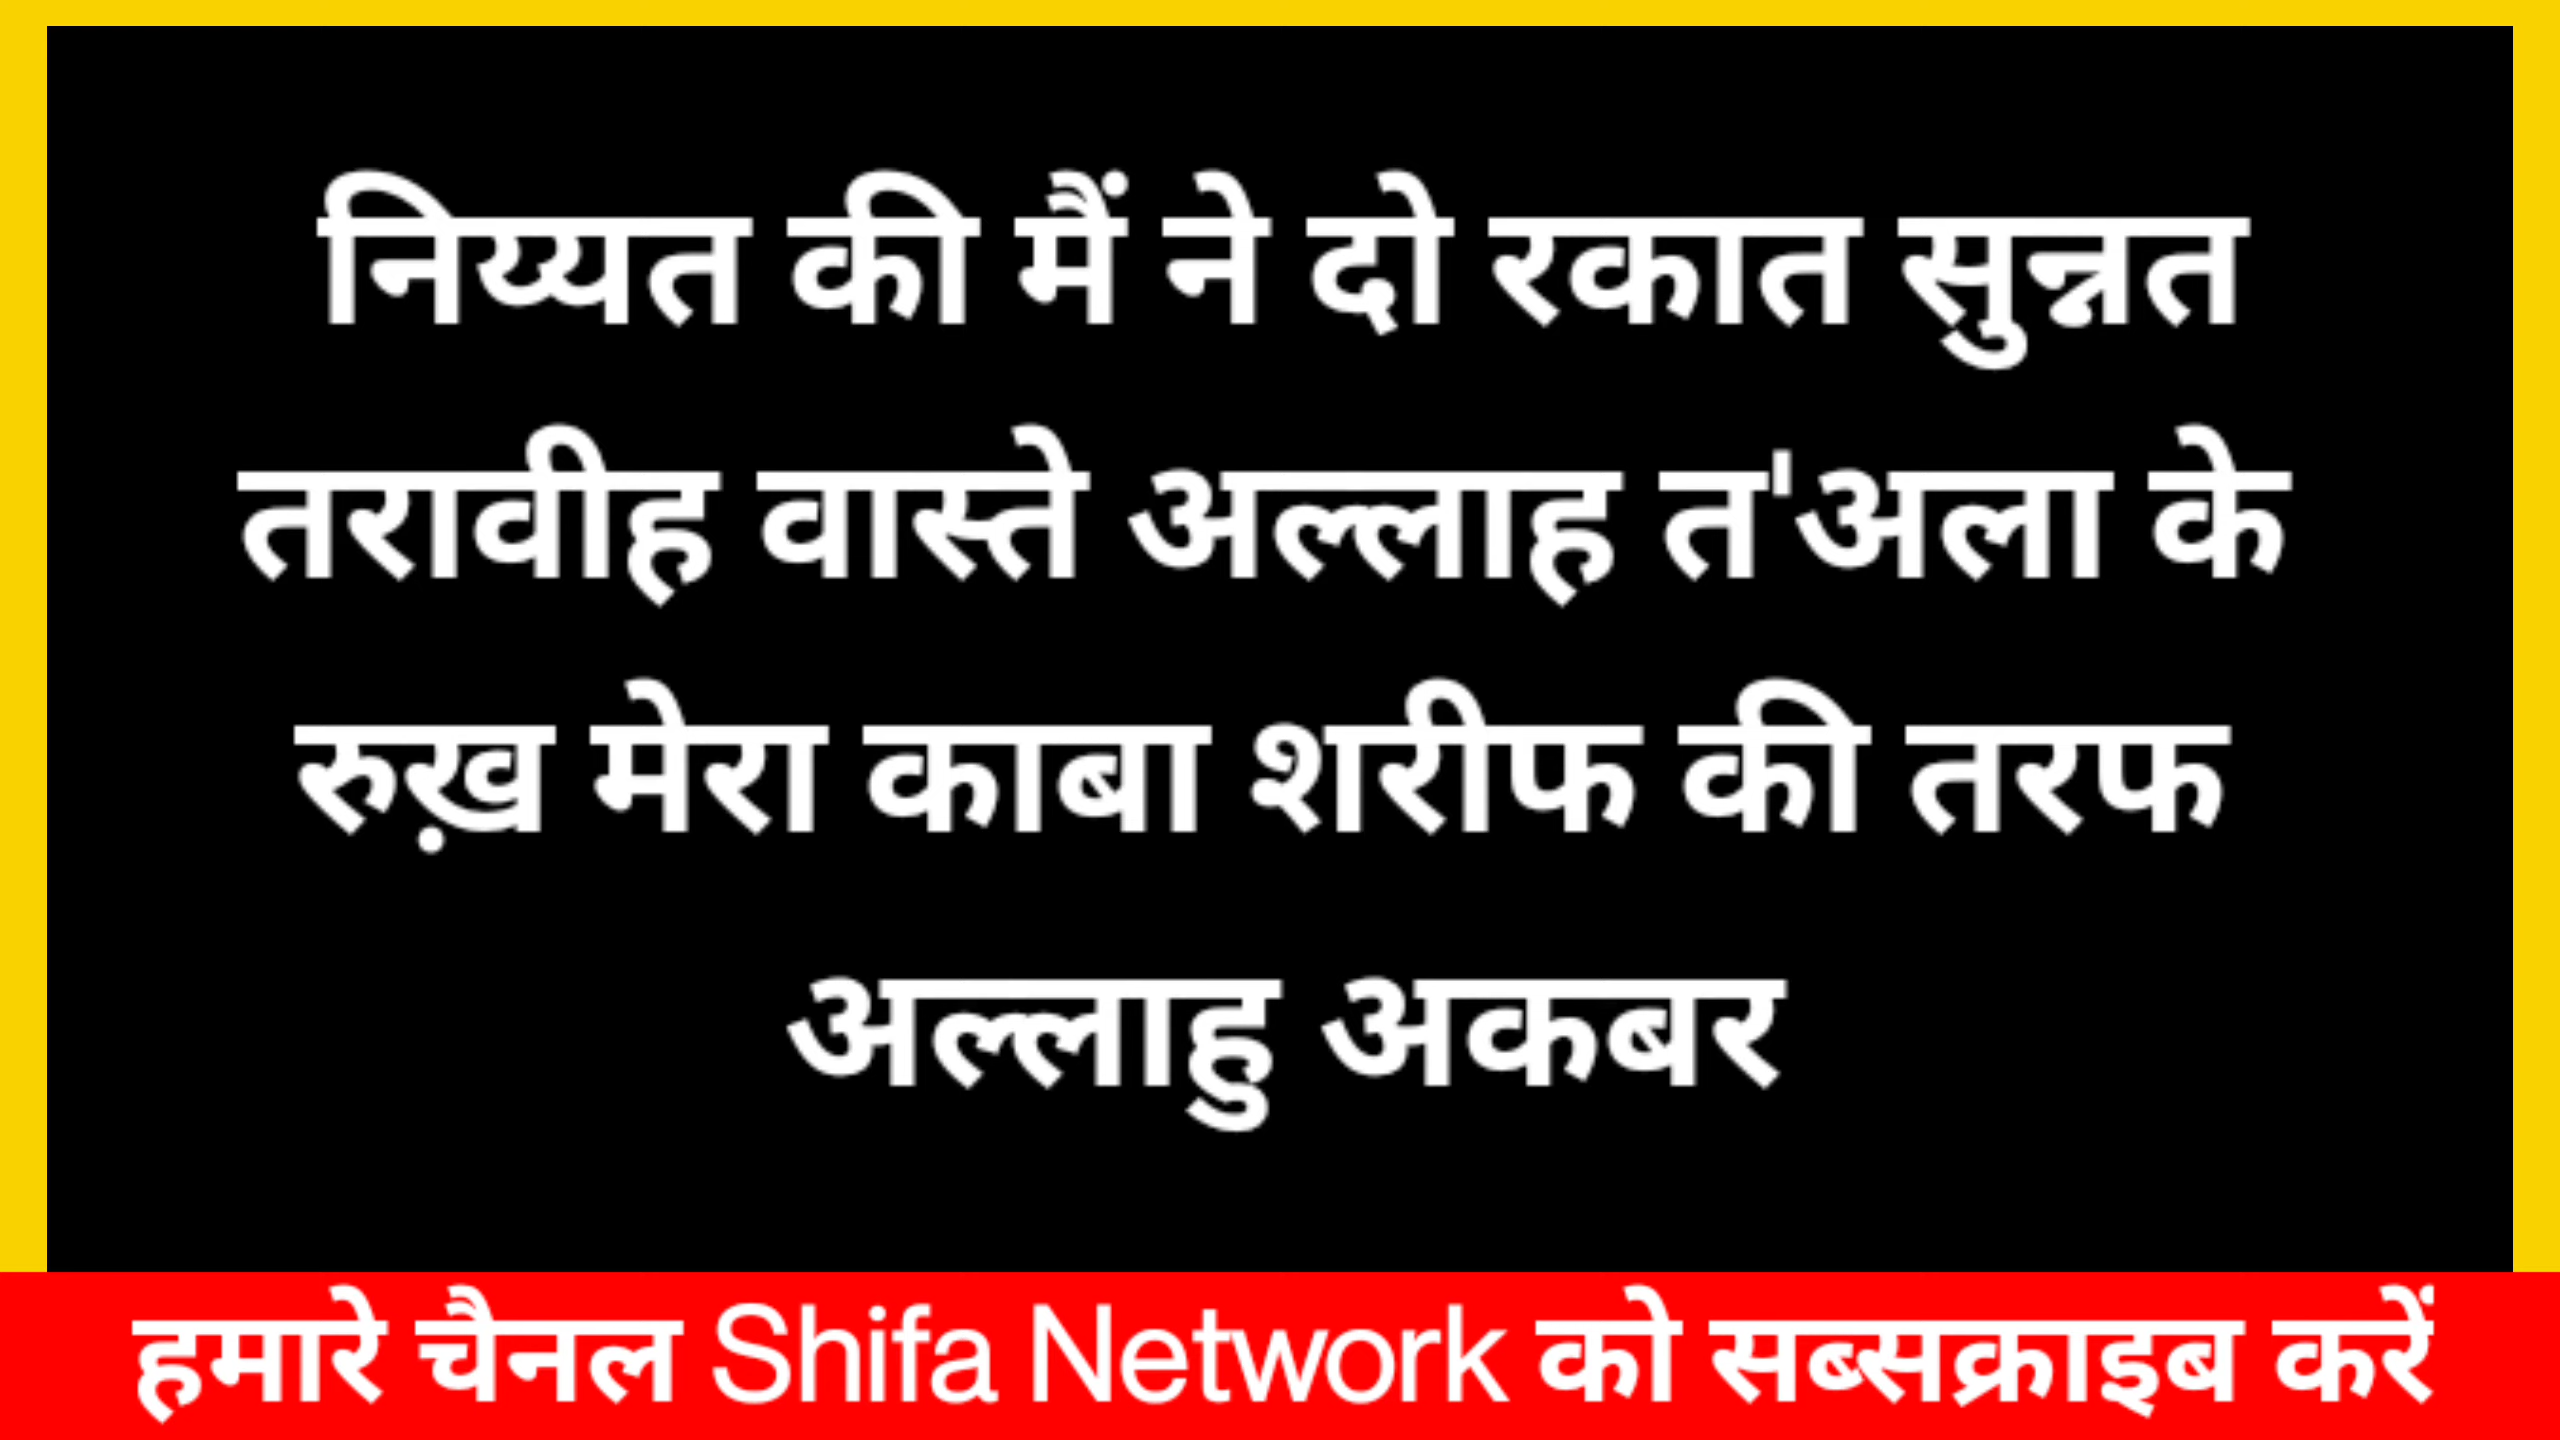 निय्यत की मैं ने दो रकात सुन्नत
तरावीह वास्ते अल्लाह त'अला के
रुख़ मेरा काबा शरीफ की तरफ
अल्लाहु अकबर
हमारे चैनल Shifa Network को सब्सक्राइब करें